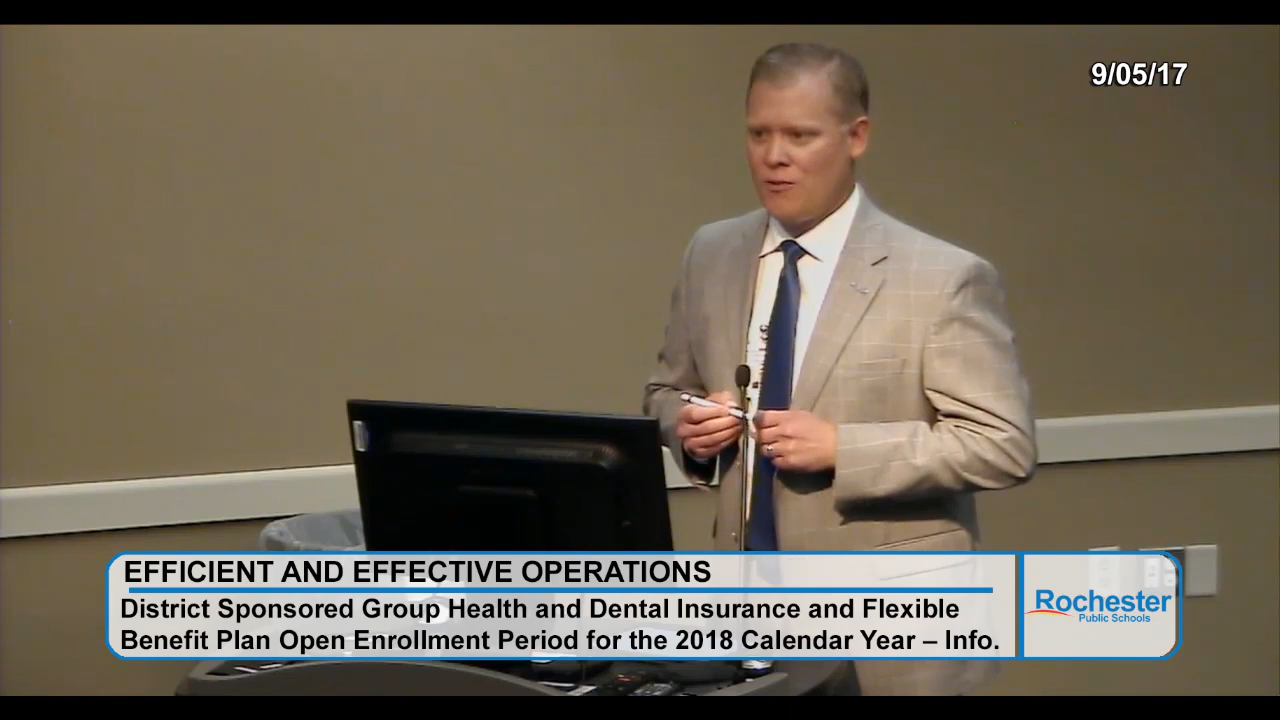 9/05/17
EFFICIENT AND EFFECTIVE OPERATIONS
District Sponsored Group Health and Dental Insurance and Flexible
Benefit Plan Open Enrollment Period for the 2018 Calendar Year – Info.
Rochester
Public Schools